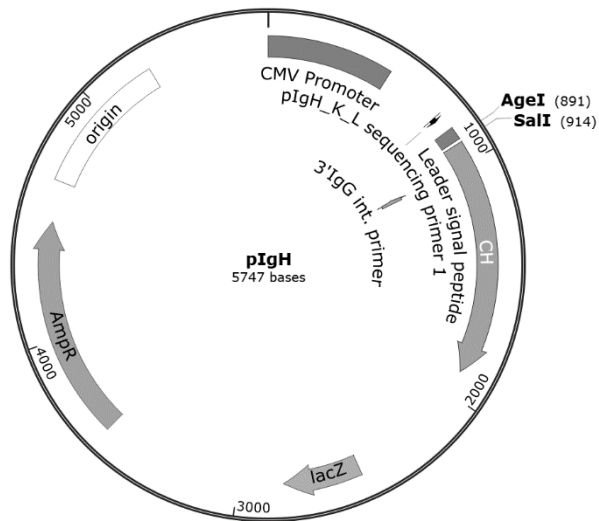 CMV Promoter
pIgH_K_L sequencing primer 1
AgeI (891)
SalI (914)
1000
Leader signal peptide
CH
3'IgG int. primer
pIgH
5747 bases
2000
lacZ
3000
AmpR
4000
origin
5000